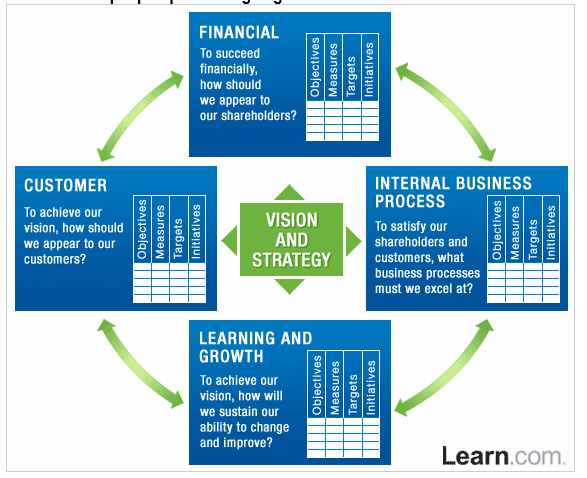 FINANCIAL
To succeed
financially,
how should
we appear to
our shareholders?
Objectives
Measures
Targets
Initiatives
CUSTOMER
To achieve our
vision, how should
we appear to our
customers?
Objectives
Measures
Targets
Initiatives
VISION
AND
STRATEGY
INTERNAL BUSINESS
PROCESS
To satisfy our
shareholders and
customers, what
business processes
must we excel at?
Objectives
Measures
Targets
Initiatives
LEARNING AND
GROWTH
To achieve our
vision, how will
we sustain our
ability to change
and improve?
Objectives
Measures
Targets
Initiatives
Learn.com.